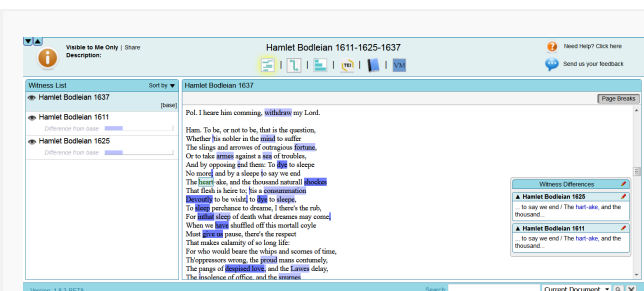 Visible to Me Only | Share
Description:
Hamlet Bodleian 1611-1625-1637
TEI
VM
Need Help? Click here
Send us your feedback
Witness List
Sort by ▼
Hamlet Bodleian 1637
[base]
Hamlet Bodleian 1611
Difference from base
Hamlet Bodleian 1625
Difference from base
Hamlet Bodleian 1637
Page Breaks
Pol. I heare him comming, withdraw my Lord.
Ham. To be, or not to be, that is the question,
Whether 'tis nobler in the mind to suffer
The slings and arrowes of outragious fortune,
Or to take armes against a sea of troubles,
And by opposing end them: To dye to sleepe
No more, and by a sleepe to say we end
The heart-ake, and the thousand naturall shockes
That flesh is heire to; 'tis a consummation
Devoutly to be wisht, to dye to sleepe,
To sleep perchance to dreame, I there's the rub,
For inthat sleep of death what dreames may come,
When we have shuffled off this mortall coyle
Must give us pause, there's the respect
That makes calamity of so long life:
For who would beare the whips and scornes of time,
Th'oppressors wrong, the proud mans contumely,
The pangs of despised love, and the Lawes delay,
The insolence of office, and the spurnes
Witness Differences
▲ Hamlet Bodleian 1625
... to say we end / The hart-ake, and the
thousand...
▲ Hamlet Bodleian 1611
... to say we end / The hart-ake, and the
thousand...
Version 1.8.1-BETA
Search
Current Document